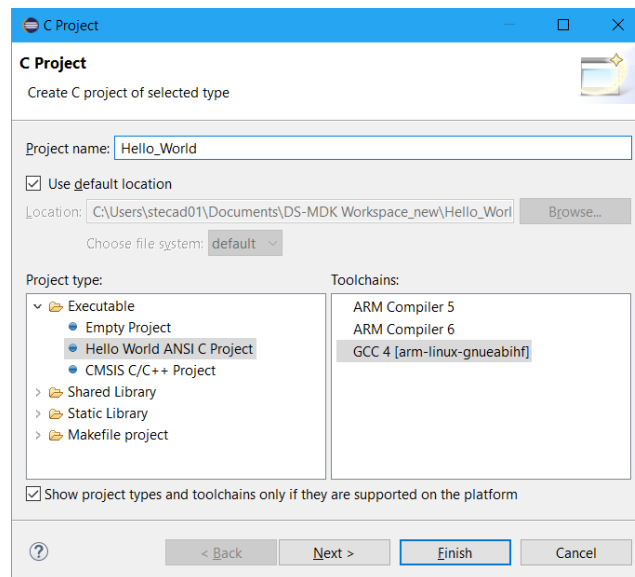 C Project
C Project
Create C project of selected type
Project name: Hello_World
Use default location
Location: C:\Users\stecad01\Documents\DS-MDK Workspace_new\Hello_Worl Browse...
Choose file system: default
Project type: Toolchains:
Executable ARM Compiler 5
Empty Project ARM Compiler 6
Hello World ANSI C Project GCC 4 [arm-linux-gnueabihf]
CMSIS C/C++ Project
Shared Library
Static Library
Makefile project
Show project types and toolchains only if they are supported on the platform
? < Back Next > Finish Cancel